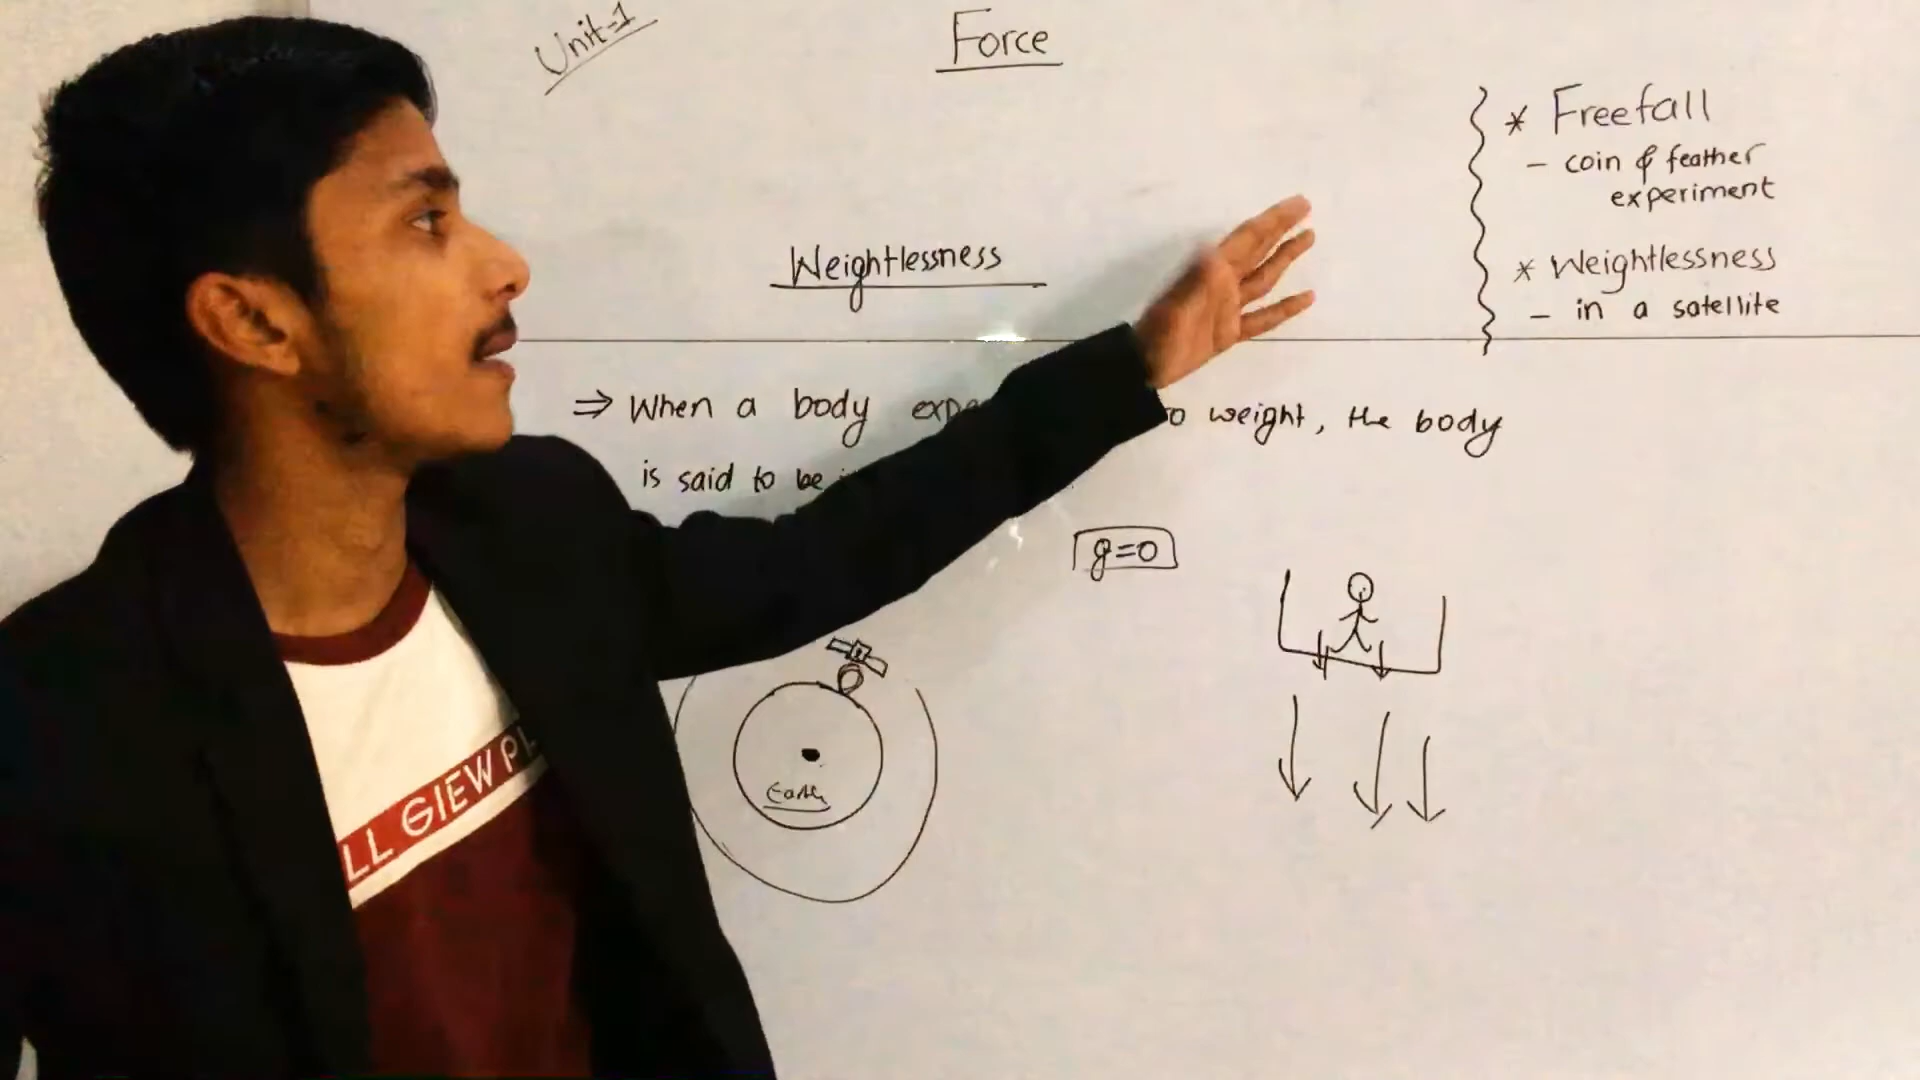 Unit-1
Force
* Freefall
- coin & feather
experiment
Weightlessness
* Weightlessness
- in a satellite
⇒ When a body weight, the body
is said to be
g=0
Earth
LL GIEW